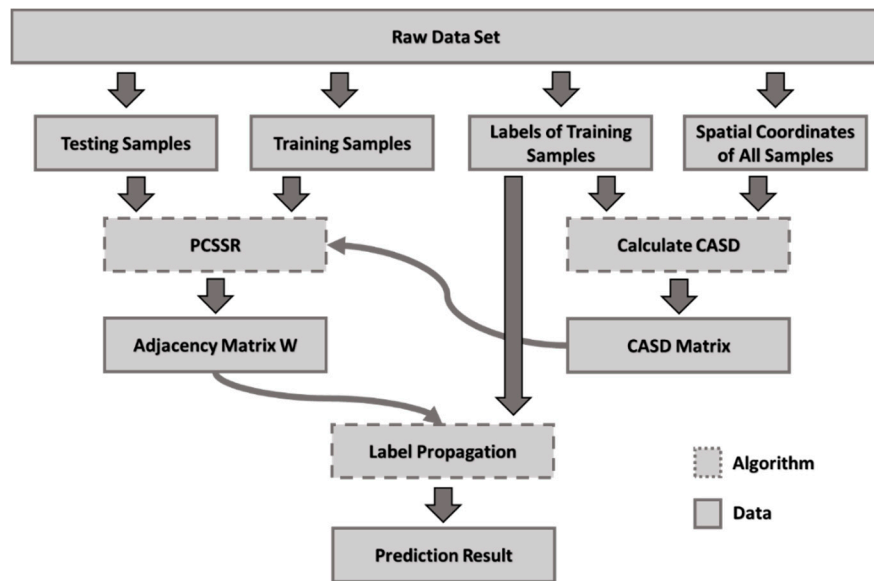 Raw Data Set
Testing Samples
Training Samples
Labels of Training
Samples
Spatial Coordinates
of All Samples
PCSSR
Calculate CASD
Adjacency Matrix W
CASD Matrix
Label Propagation
Algorithm
Data
Prediction Result